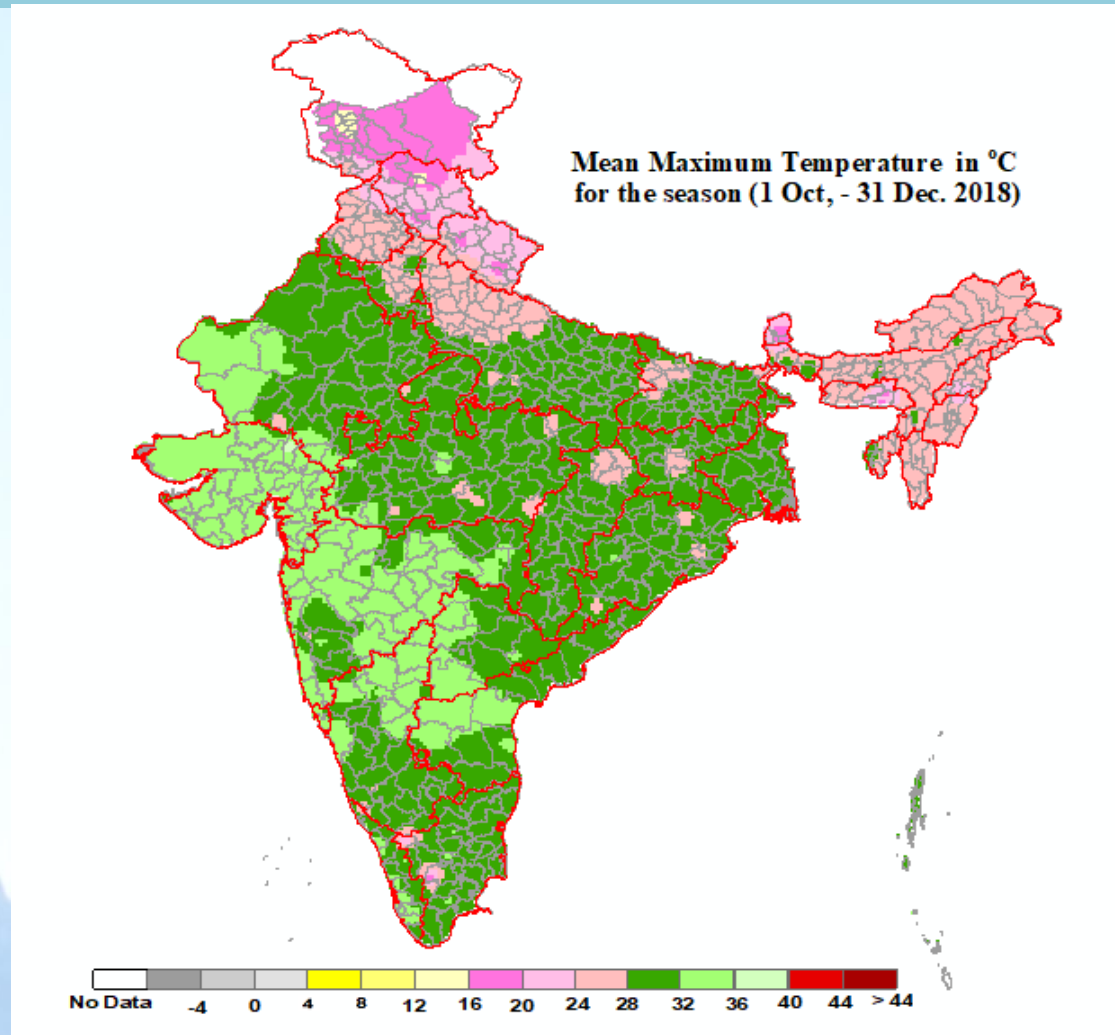 Mean Maximum Temperature in °C
for the season (1 Oct, - 31 Dec. 2018)
No Data -4 0 4 8 12 16 20 24 28 32 36 40 44 > 44